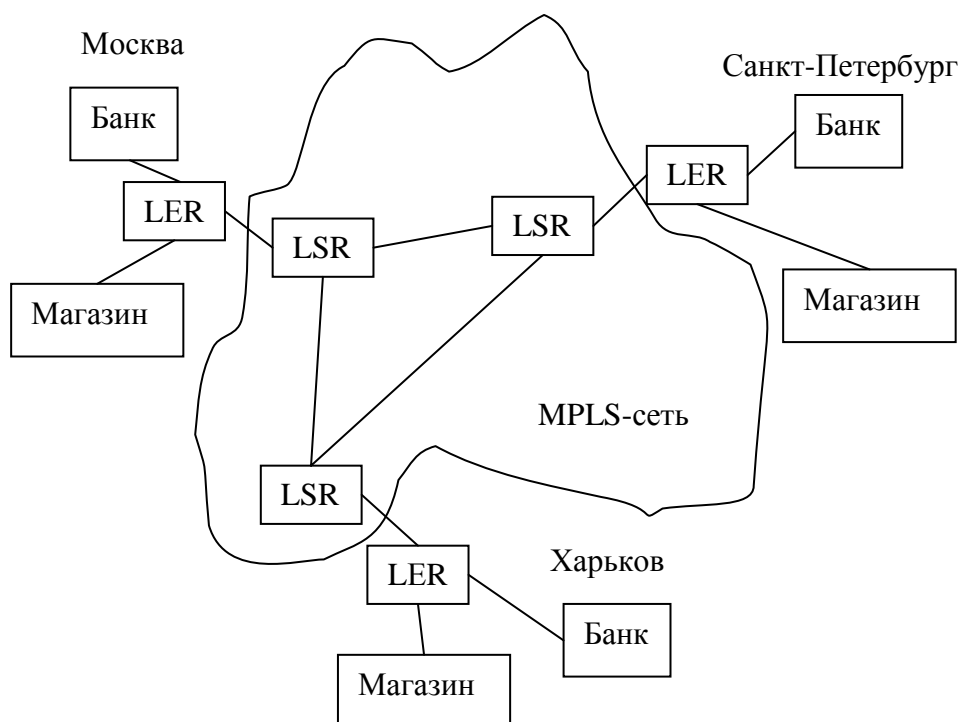 Москва
Санкт-Петербург
Банк
Банк
LER
LER
LSR
LSR
Магазин
Магазин
MPLS-сеть
LSR
Харьков
LER
Банк
Магазин